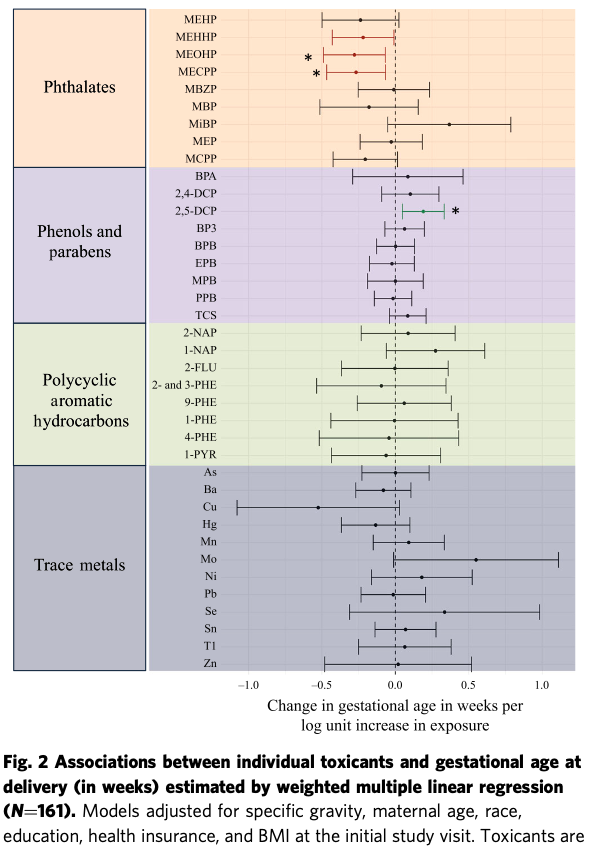 Phthalates
MEHP
MEHHP
MEOHP *
MECPP *
MBZP
MBP
MiBP
MEP
MCPP
Phenols and
parabens
BPA
2,4-DCP
2,5-DCP *
BP3
BPB
EPB
MPB
PPB
TCS
Polycyclic
aromatic
hydrocarbons
2-NAP
1-NAP
2-FLU
2- and 3-PHE
9-PHE
1-PHE
4-PHE
1-PYR
Trace metals
As
Ba
Cu
Hg
Mn
Mo
Ni
Pb
Se
Sn
T1
Zn
−1.0 −0.5 0.0 0.5 1.0
Change in gestational age in weeks per
log unit increase in exposure
Fig. 2 Associations between individual toxicants and gestational age at
delivery (in weeks) estimated by weighted multiple linear regression
(N=161). Models adjusted for specific gravity, maternal age, race,
education, health insurance, and BMI at the initial study visit. Toxicants are